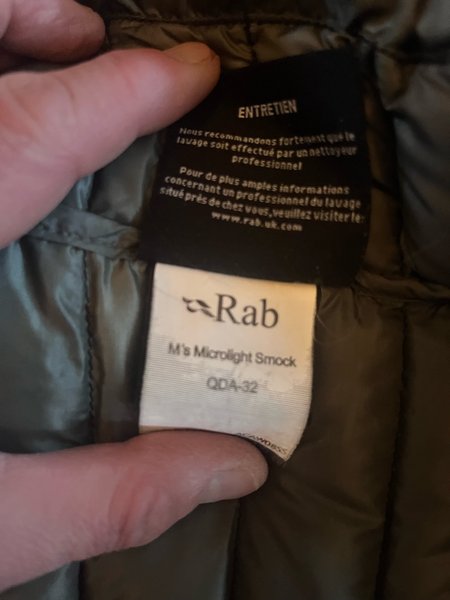 ENTRETIEN
Nous recommandons fortement que le
lavage soit effectué par un nettoyeur
professionnel
Pour de plus amples informations
concernant un professionnel du lavage
situé prés de chez vous, veuillez visiter le:
www.rab.uk.com
Rab
M's Microlight Smock
QDA-32